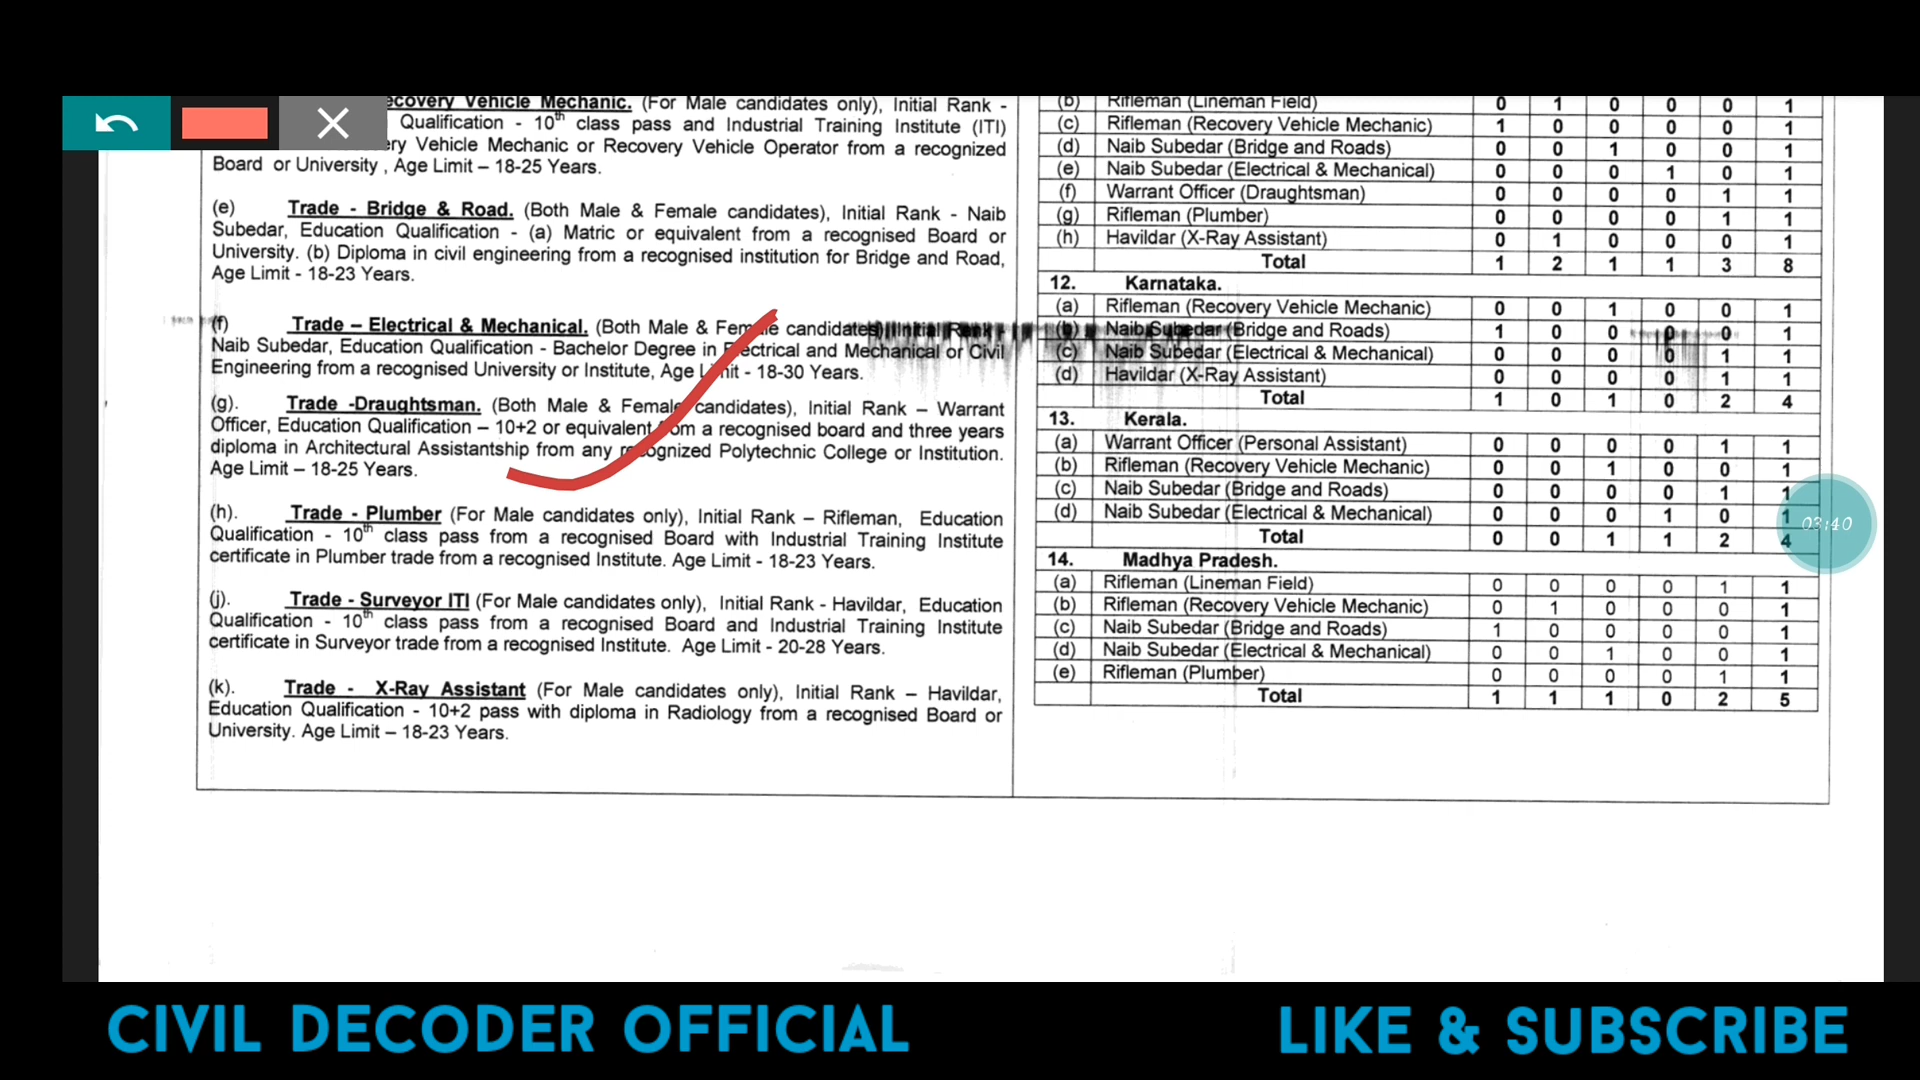 ecovery Vehicle Mechanic. (For Male candidates only), Initial Rank -
Qualification - 10th class pass and Industrial Training Institute (ITI)
ery Vehicle Mechanic or Recovery Vehicle Operator from a recognized
Board or University , Age Limit – 18-25 Years.
(e) Trade - Bridge & Road. (Both Male & Female candidates), Initial Rank - Naib
Subedar, Education Qualification - (a) Matric or equivalent from a recognised Board or
University. (b) Diploma in civil engineering from a recognised institution for Bridge and Road,
Age Limit - 18-23 Years.
(f) Trade – Electrical & Mechanical. (Both Male & Female candidates), Initial Rank -
Naib Subedar, Education Qualification - Bachelor Degree in Electrical and Mechanical or Civil
Engineering from a recognised University or Institute, Age Limit - 18-30 Years.
(g). Trade -Draughtsman. (Both Male & Female candidates), Initial Rank – Warrant
Officer, Education Qualification – 10+2 or equivalent from a recognised board and three years
diploma in Architectural Assistantship from any recognized Polytechnic College or Institution.
Age Limit – 18-25 Years.
(h). Trade - Plumber (For Male candidates only), Initial Rank – Rifleman, Education
Qualification - 10th class pass from a recognised Board with Industrial Training Institute
certificate in Plumber trade from a recognised Institute. Age Limit - 18-23 Years.
(j). Trade - Surveyor ITI (For Male candidates only), Initial Rank - Havildar, Education
Qualification - 10th class pass from a recognised Board and Industrial Training Institute
certificate in Surveyor trade from a recognised Institute. Age Limit - 20-28 Years.
(k). Trade - X-Ray Assistant (For Male candidates only), Initial Rank – Havildar,
Education Qualification - 10+2 pass with diploma in Radiology from a recognised Board or
University. Age Limit – 18-23 Years.
(b) Rifleman (Lineman Field) 0 1 0 0 0 1
(c) Rifleman (Recovery Vehicle Mechanic) 1 0 0 0 0 1
(d) Naib Subedar (Bridge and Roads) 0 0 1 0 0 1
(e) Naib Subedar (Electrical & Mechanical) 0 0 0 1 0 1
(f) Warrant Officer (Draughtsman) 0 0 0 0 1 1
(g) Rifleman (Plumber) 0 0 0 0 1 1
(h) Havildar (X-Ray Assistant) 0 1 0 0 0 1
Total 1 2 1 1 3 8
12. Karnataka.
(a) Rifleman (Recovery Vehicle Mechanic) 0 0 1 0 0 1
(b) Naib Subedar (Bridge and Roads) 1 0 0 0 0 1
(c) Naib Subedar (Electrical & Mechanical) 0 0 0 0 1 1
(d) Havildar (X-Ray Assistant) 0 0 0 0 1 1
Total 1 0 1 0 2 4
13. Kerala.
(a) Warrant Officer (Personal Assistant) 0 0 0 0 1 1
(b) Rifleman (Recovery Vehicle Mechanic) 0 0 1 0 0 1
(c) Naib Subedar (Bridge and Roads) 0 0 0 0 1 1
(d) Naib Subedar (Electrical & Mechanical) 0 0 0 1 0 1
Total 0 0 1 1 2 4
14. Madhya Pradesh.
(a) Rifleman (Lineman Field) 0 0 0 0 1 1
(b) Rifleman (Recovery Vehicle Mechanic) 0 1 0 0 0 1
(c) Naib Subedar (Bridge and Roads) 1 0 0 0 0 1
(d) Naib Subedar (Electrical & Mechanical) 0 0 1 0 0 1
(e) Rifleman (Plumber) 0 0 0 0 1 1
Total 1 1 1 0 2 5
03:40
CIVIL DECODER OFFICIAL
LIKE & SUBSCRIBE